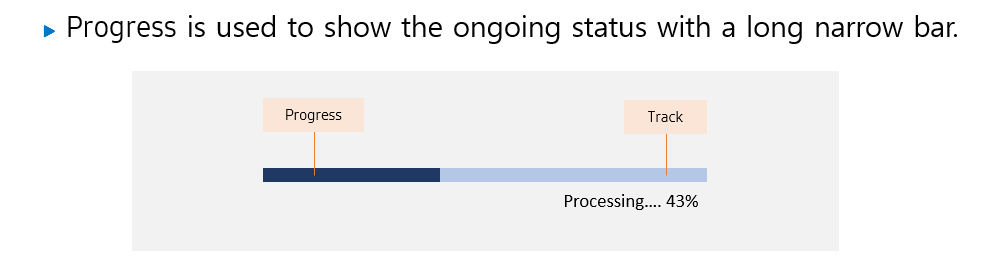 Progress is used to show the ongoing status with a long narrow bar.
Progress
Track
Processing.... 43%